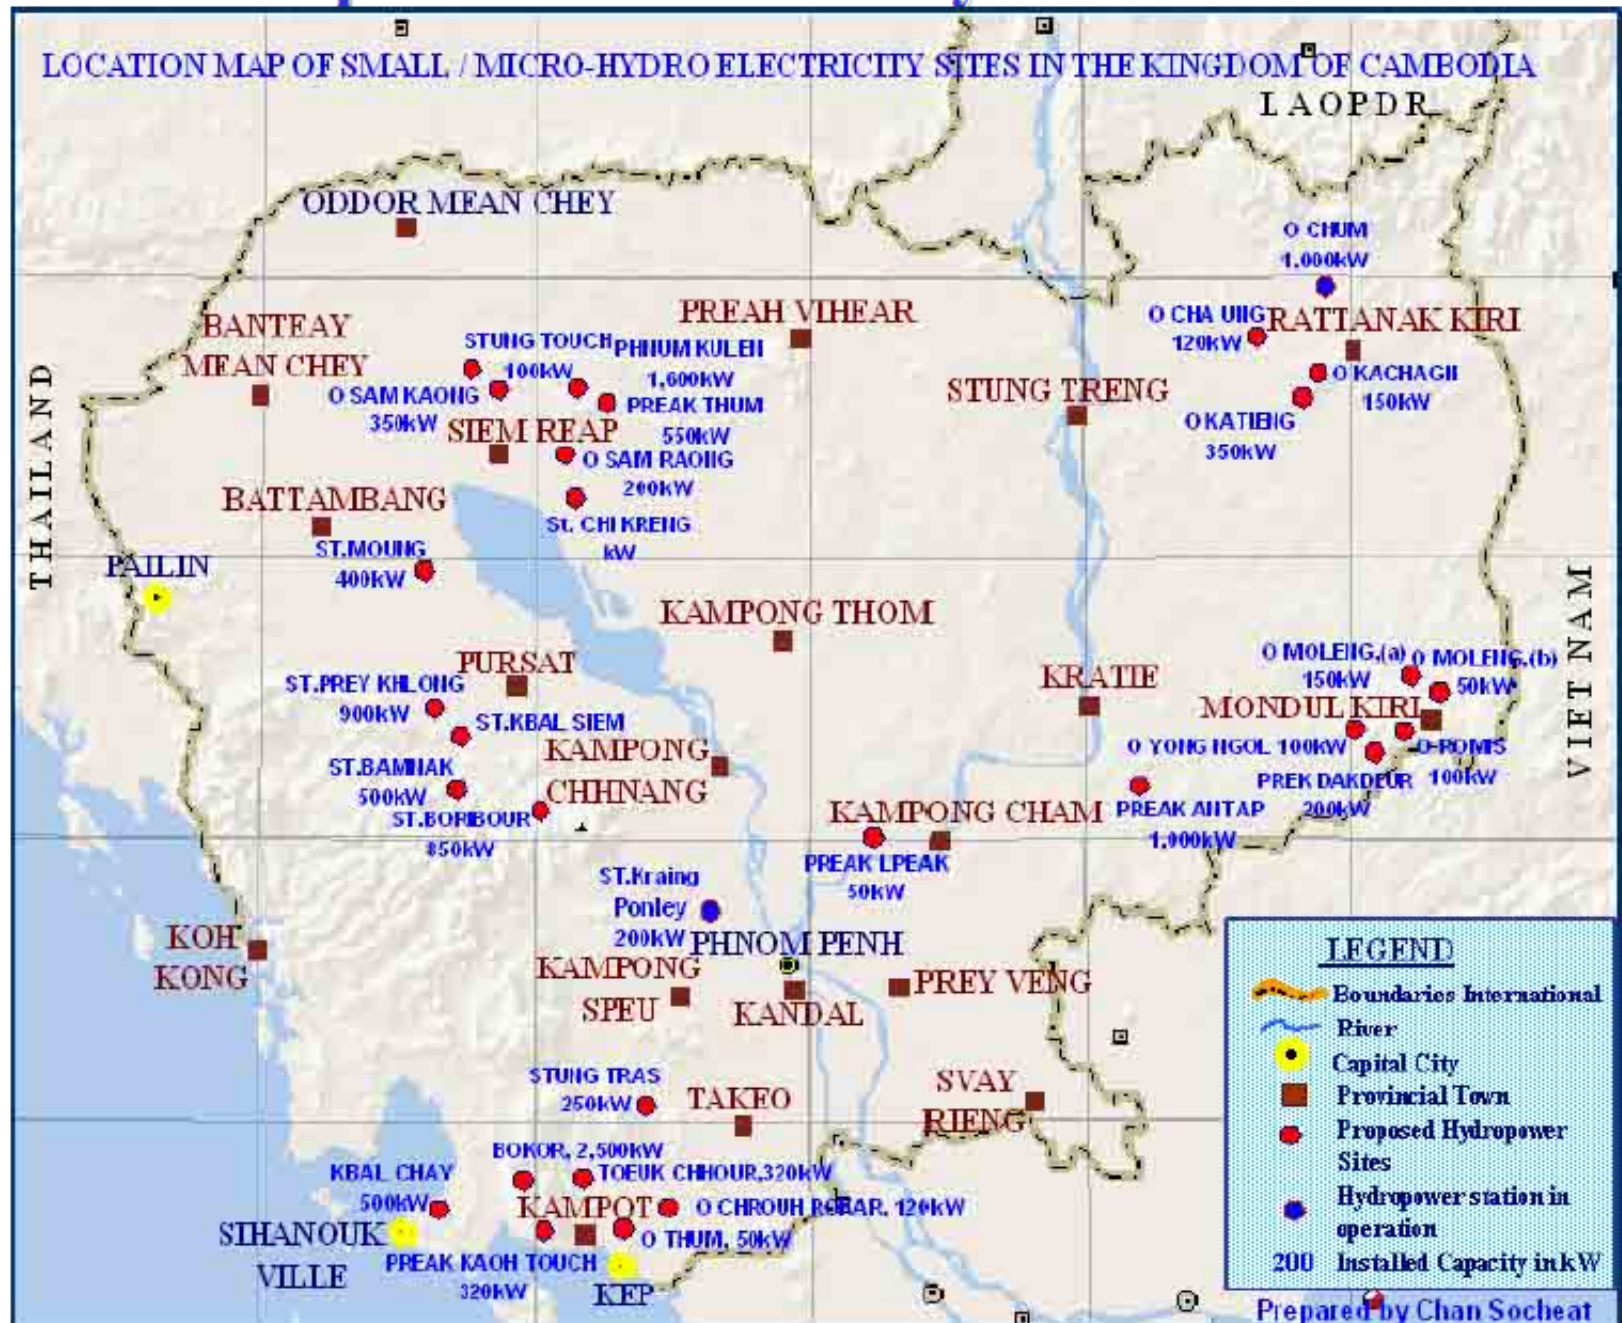 LOCATION MAP OF SMALL / MICRO-HYDRO ELECTRICITY SITES IN THE KINGDOM OF CAMBODIA
LAOPDR
ODDOR MEAN CHEY
O CHUM
1.000kW
BANTEAY
MEAN CHEY
STUNG TOUCH
100kW
PHNUM KULEN
1,600kW
PREAH VIHEAR
O CHA UNG
120kW
RATTANAK KIRI
O SAM KAONG
350kW
PREAK THUM
550kW
STUNG TRENG
O KACHAGN
150kW
O KATIENG
350kW
SIEM REAP
O SAM RAONG
200kW
THAILAND
BATTAMBANG
St. CHI KRENG
kW
ST.MOUNG
400kW
PAILIN
KAMPONG THOM
VIET NAM
PURSAT
ST.PREY KHLONG
900kW
KRATIE
O MOLENG.(a)
150kW
O MOLENG.(b)
50kW
MONDUL KIRI
ST.KBAL SIEM
KAMPONG
CHHNANG
O YONG NGOL 100kW
O-ROMIS
100kW
ST.BAMNAK
500kW
PREK DAKDEUR
200kW
ST.BORIBOUR
850kW
KAMPONG CHAM
PREAK ANTAP
1.000kW
PREAK LPEAK
50kW
ST.Kraing
Ponley
200kW
PHNOM PENH
KOH
KONG
KAMPONG
SPEU
KANDAL
PREY VENG
STUNG TRAS
250kW
TAKEO
SVAY
RIENG
BOKOR, 2,500kW
TOEUK CHHOUR,320kW
KBAL CHAY
500kW
KAMPOT
O CHROUH ROKAR, 120kW
SIHANOUK
VILLE
O THUM, 50kW
PREAK KAOH TOUCH
320kW
KEP
LEGEND
Boundaries International
River
Capital City
Provincial Town
Proposed Hydropower
Sites
Hydropower station in
operation
200 Installed Capacity in kW
Prepared by Chan Socheat